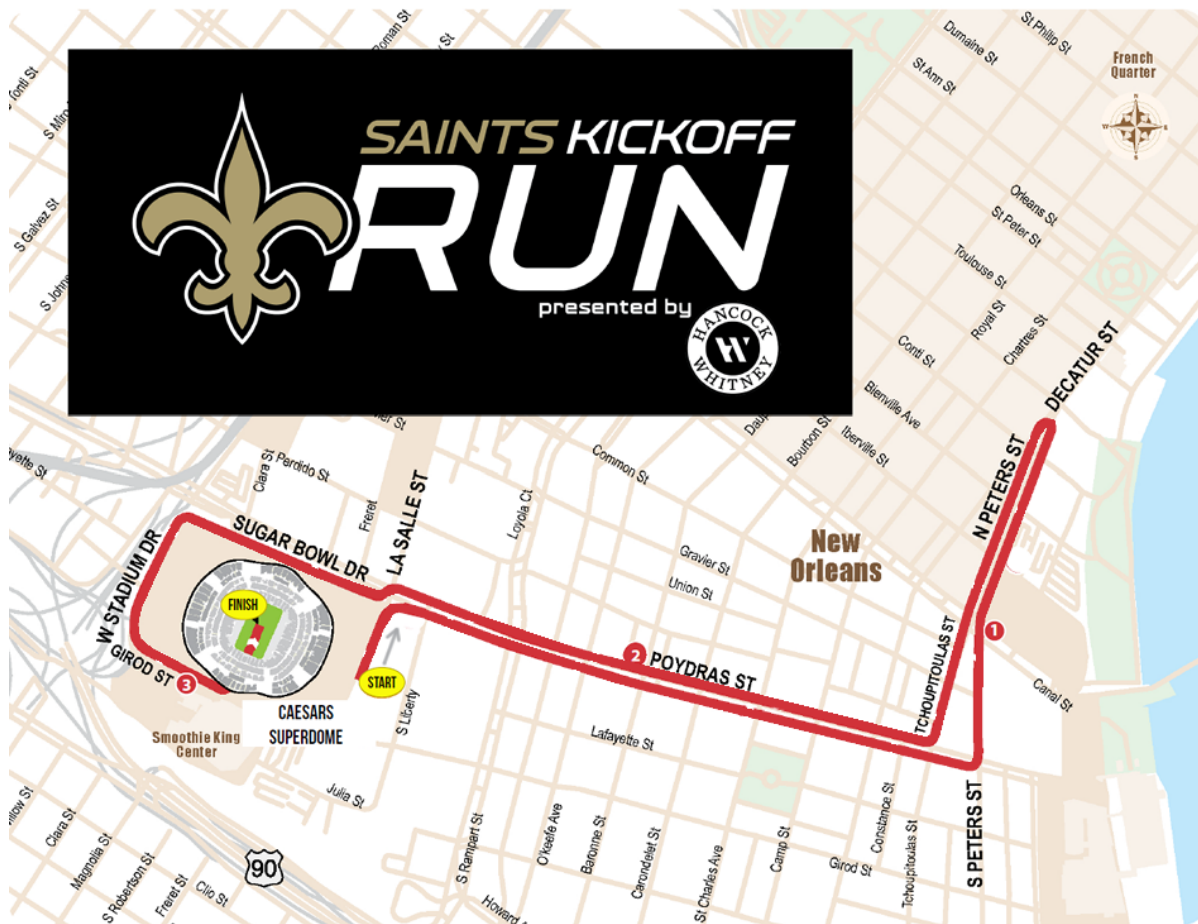 St Philip St
Dumaine St
St Ann St
French
Quarter
N
W
E
S
Roman St
Tonti St
S Galvez St
SAINTS KICKOFF
RUN
presented by
HANCOCK
WHITNEY
Orleans St
St Peter St
Toulouse St
Royal St
Chartres St
Conti St
DECATUR ST
Bienville Ave
Iberville St
Bourbon St
N PETERS ST
Common St
Clara St
Perdido St
Freret
LA SALLE ST
Loyola Ct
SUGAR BOWL DR
W STADIUM DR
GIROD ST
3
FINISH
START
CAESARS
SUPERDOME
Smoothie King
Center
S Liberty
Gravier St
Union St
New
Orleans
2
POYDRAS ST
TCHOUPITOULAS ST
1
Canal St
Lafayette St
Julia St
S PETERS ST
90
Clara St
Magnolia St
S Robertson St
Freret St
Clio St
S Rampart St
O'Keefe Ave
Baronne St
Carondelet St
St Charles Ave
Camp St
Girod St
Constance St
Tchoupitoulas St